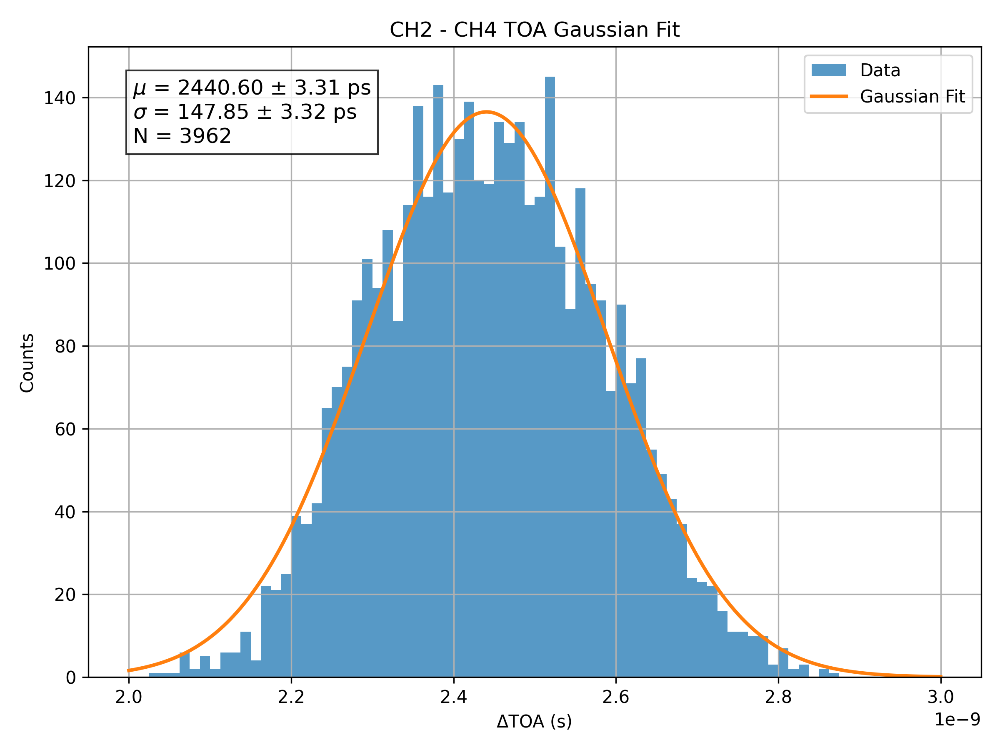 CH2 - CH4 TOA Gaussian Fit
μ = 2440.60 ± 3.31 ps
σ = 147.85 ± 3.32 ps
N = 3962
Data
Gaussian Fit
140
120
100
80
60
40
20
0
Counts
2.0 2.2 2.4 2.6 2.8 3.0
1e−9
ΔTOA (s)